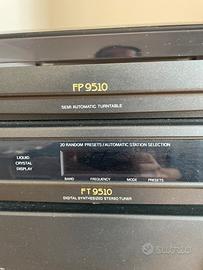 FP 9510
SEMI AUTOMATIC TURNTABLE
20 RANDOM PRESETS/AUTOMATIC STATION SELECTION
LIQUID
CRYSTAL
DISPLAY
BAND FREQUENCY MODE PRESETS
FT 9510
DIGITAL SYNTHESIZED STEREO TUNER
subito